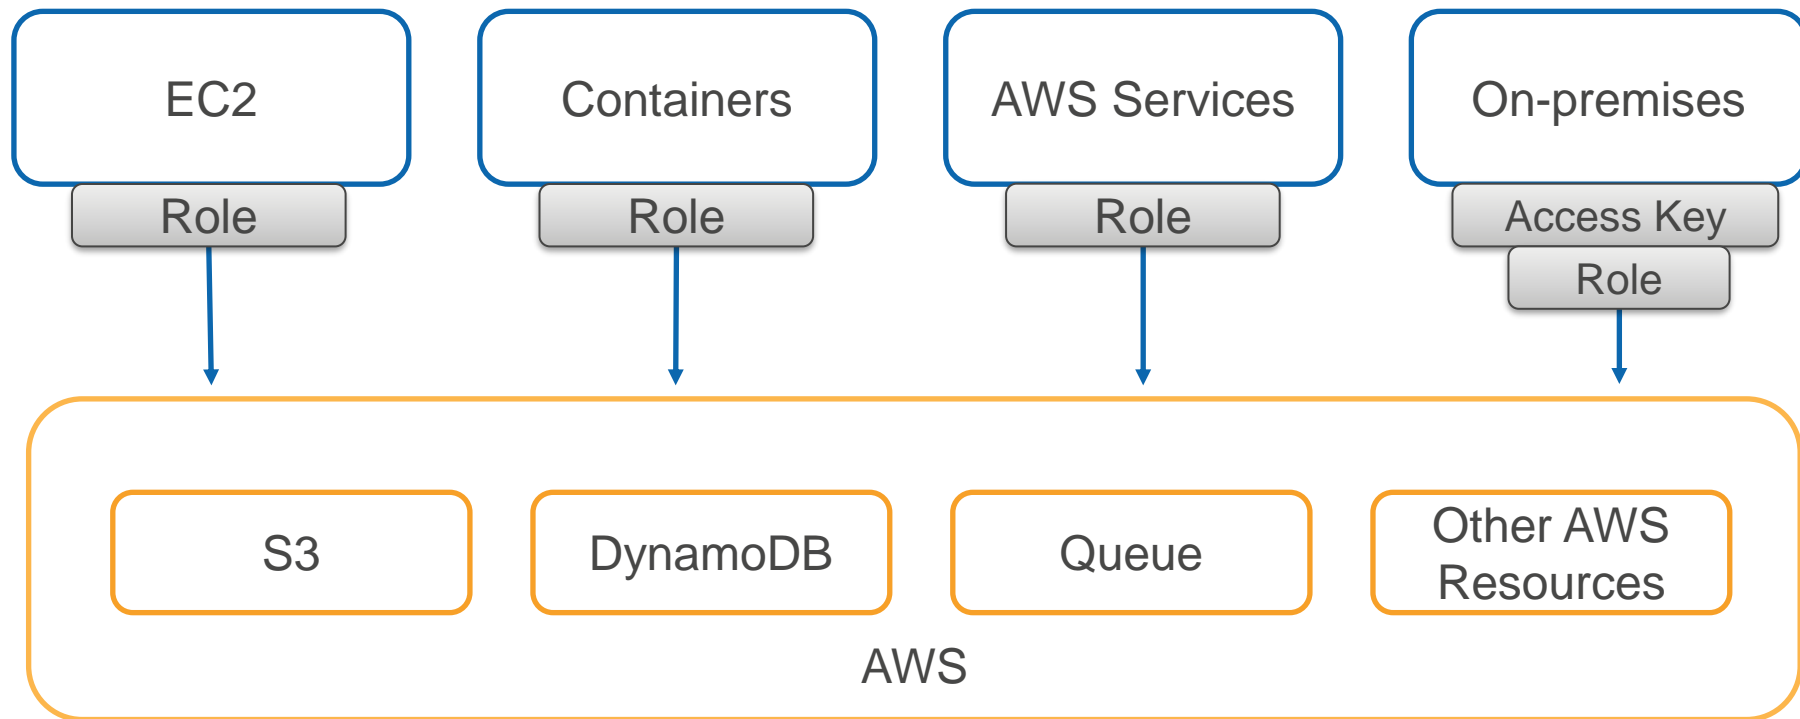 EC2
Containers
AWS Services
On-premises
Role
Role
Role
Access Key
Role
S3
DynamoDB
Queue
Other AWS
Resources
AWS